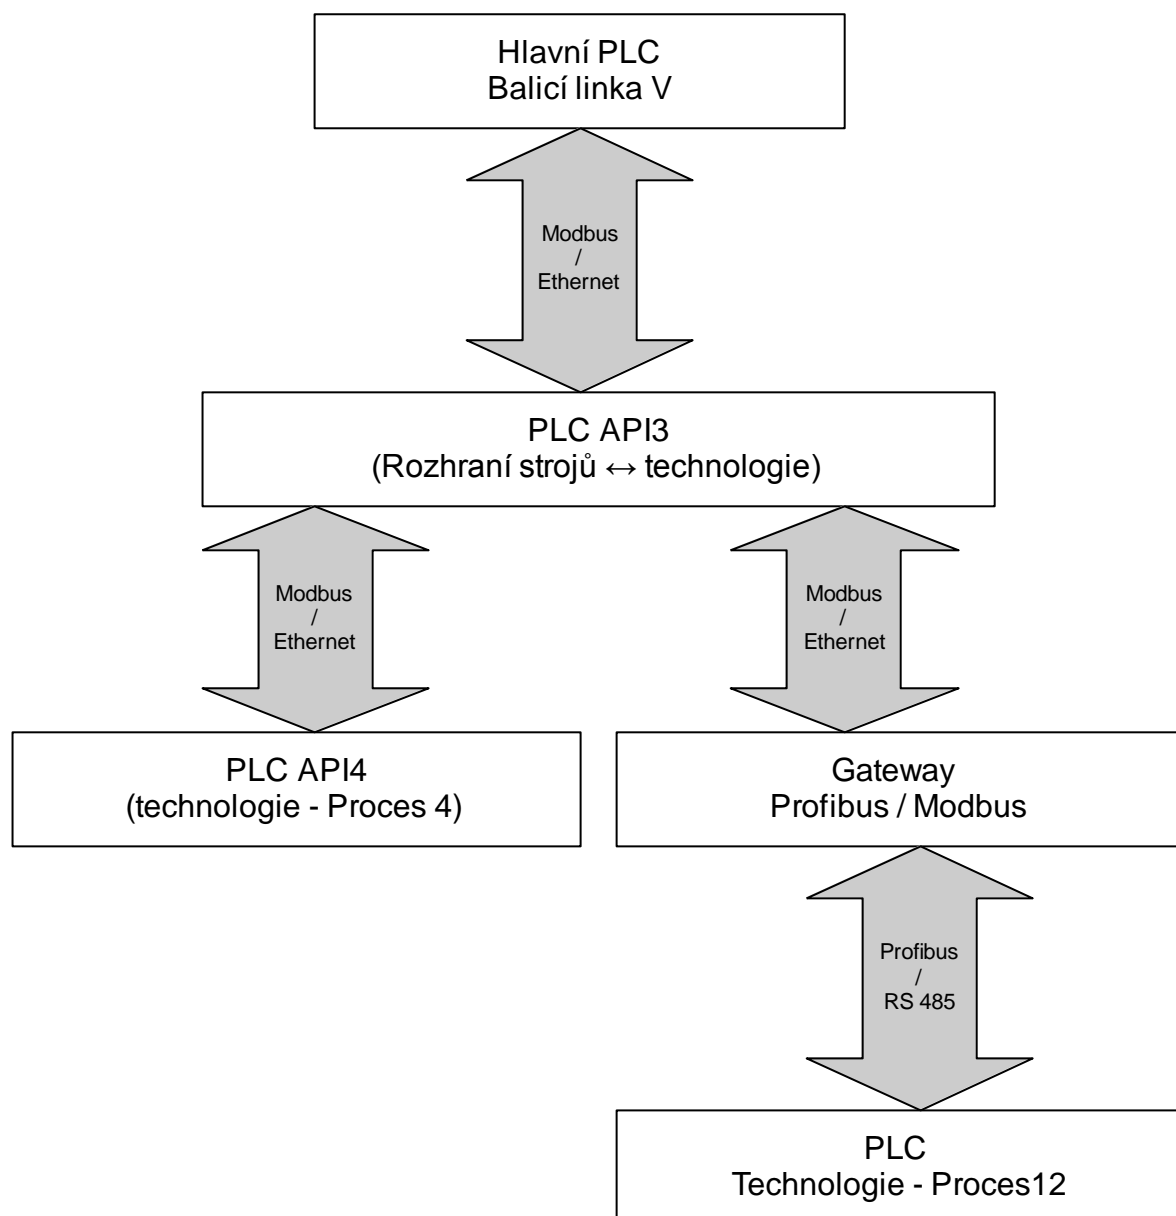 Hlavní PLC
Balicí linka V
Modbus
/
Ethernet
PLC API3
(Rozhraní strojů ↔ technologie)
Modbus
/
Ethernet
Modbus
/
Ethernet
PLC API4
(technologie - Proces 4)
Gateway
Profibus / Modbus
Profibus
/
RS 485
PLC
Technologie - Proces12